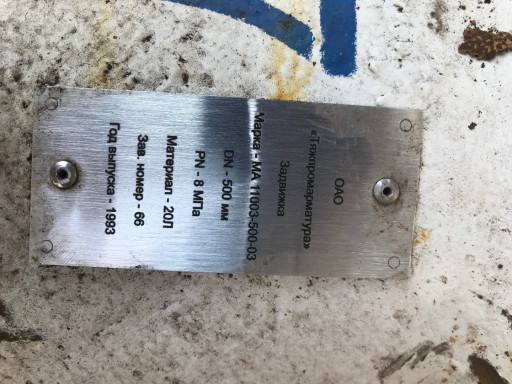 ОАО
«Тяжпромарматура»
Задвижка
Марка - МА 11003-500-03
DN - 500 мм
PN - 8 МПа
Материал - 20Л
Зав. номер - 66
Год выпуска - 1993